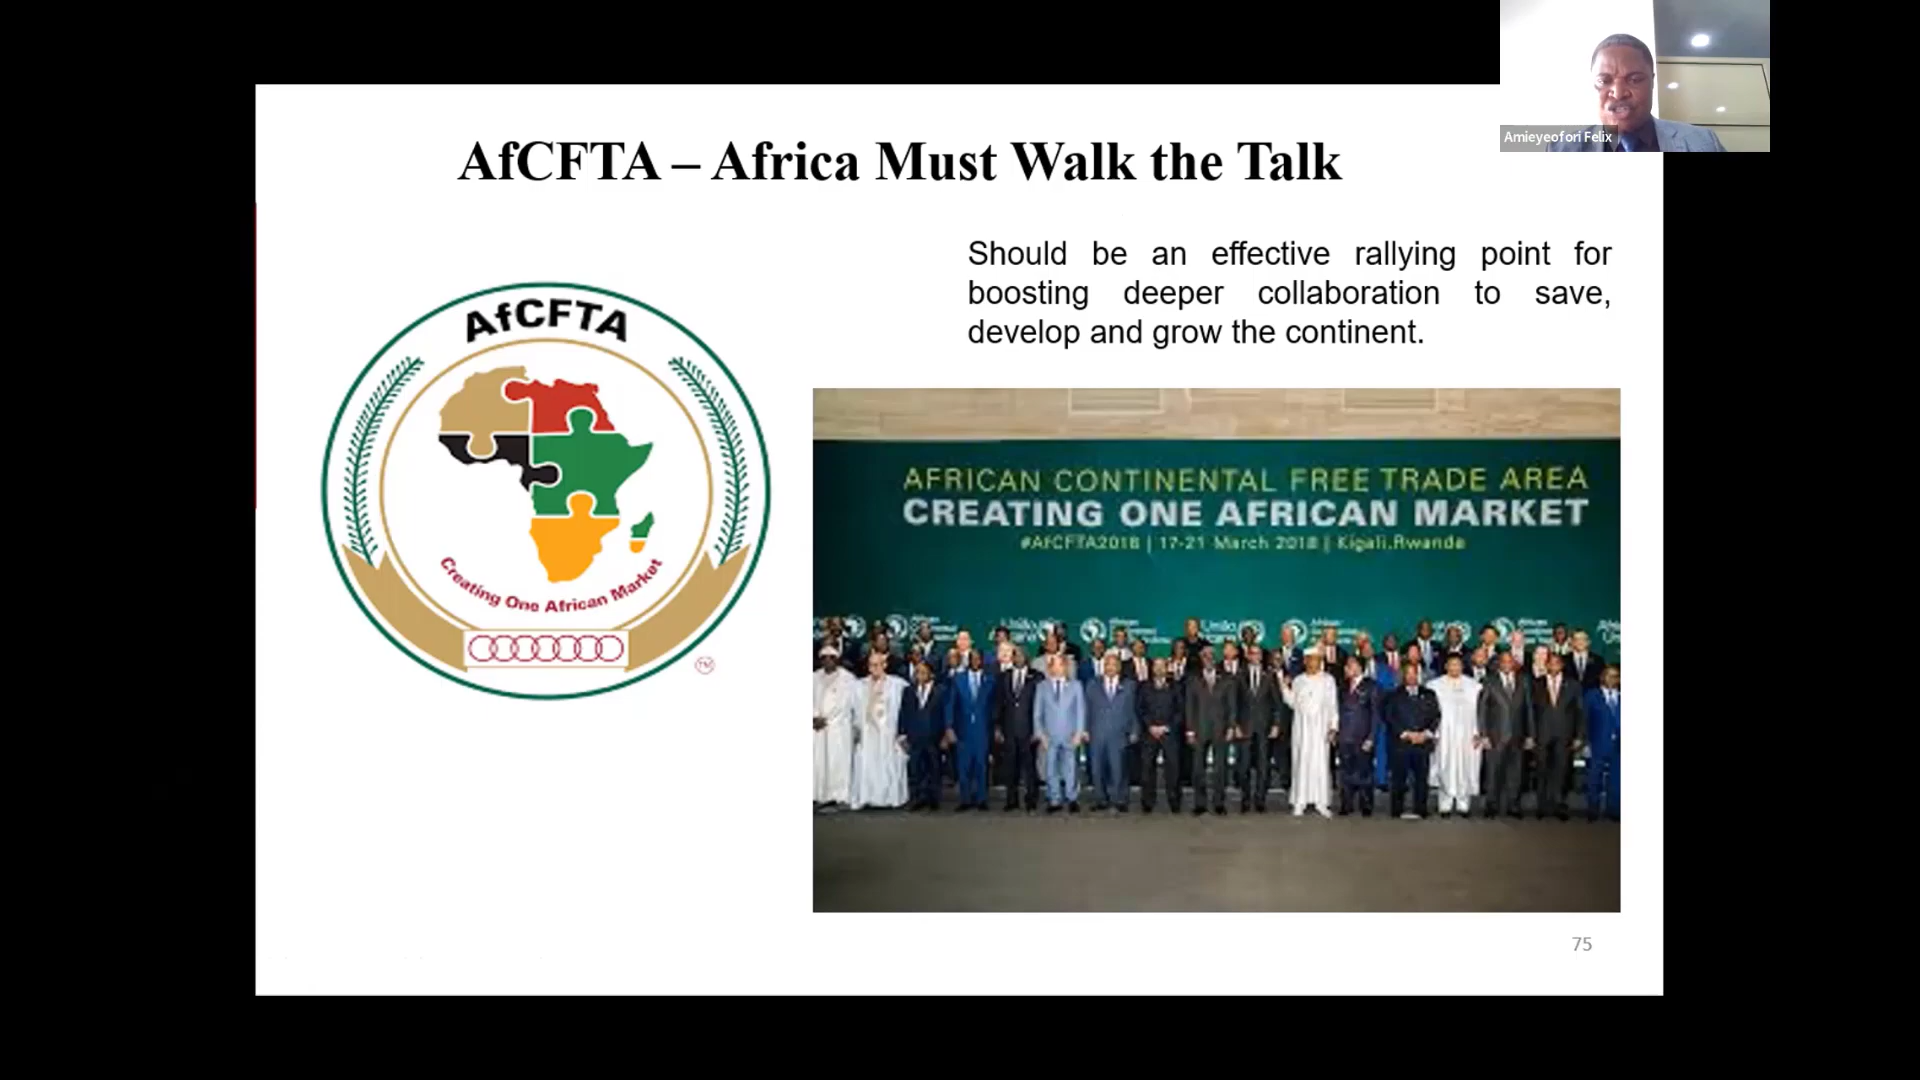 Amieyeofori Felix
AfCFTA – Africa Must Walk the Talk
Should be an effective rallying point for
boosting deeper collaboration to save,
develop and grow the continent.
AfCFTA
Creating One African Market
TM
AFRICAN CONTINENTAL FREE TRADE AREA
CREATING ONE AFRICAN MARKET
#AfCFTA2018 | 17-21 March 2018 | Kigali,Rwanda
75